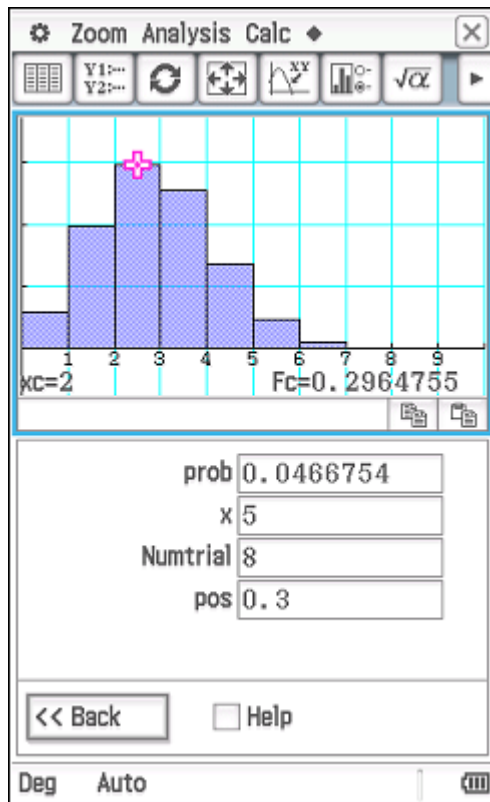 Zoom Analysis Calc
Y1:… Y2:… XY √α
1 2 3 4 5 6 7 8 9
xc=2 Fc=0.2964755
prob 0.0466754
x 5
Numtrial 8
pos 0.3
<< Back Help
Deg Auto